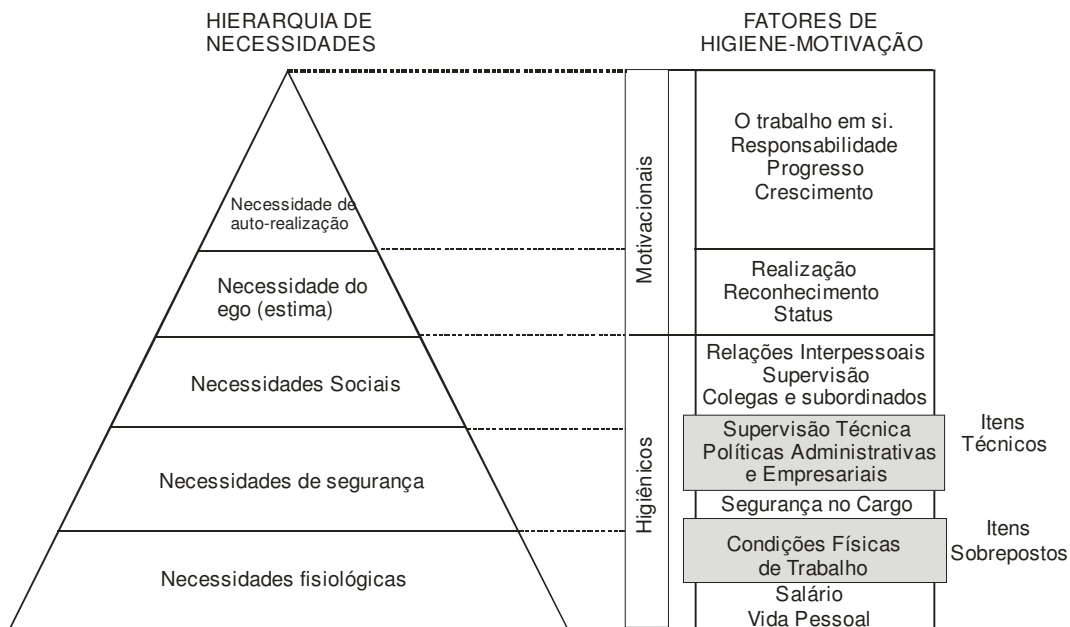 HIERARQUIA DE
NECESSIDADES
Necessidade de
auto-realização
Necessidade do
ego (estima)
Necessidades Sociais
Necessidades de segurança
Necessidades fisiológicas
FATORES DE
HIGIENE-MOTIVAÇÃO
Motivacionais
Higiênicos
O trabalho em si.
Responsabilidade
Progresso
Crescimento
Realização
Reconhecimento
Status
Relações Interpessoais
Supervisão
Colegas e subordinados
Supervisão Técnica
Políticas Administrativas
e Empresariais
Segurança no Cargo
Condições Físicas
de Trabalho
Salário
Vida Pessoal
Itens
Técnicos
Itens
Sobrepostos